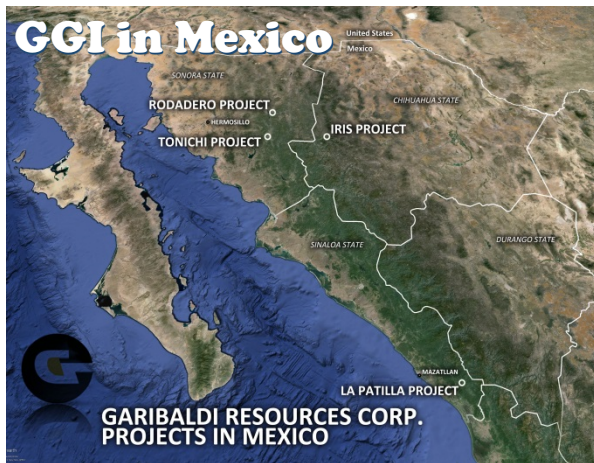 GGI in Mexico
United States
Mexico
SONORA STATE
CHIHUAHUA STATE
RODADERO PROJECT
HERMOSILLO
IRIS PROJECT
TONICHI PROJECT
SINALOA STATE
DURANGO STATE
MAZATLLAN
LA PATILLA PROJECT
GARIBALDI RESOURCES CORP.
PROJECTS IN MEXICO